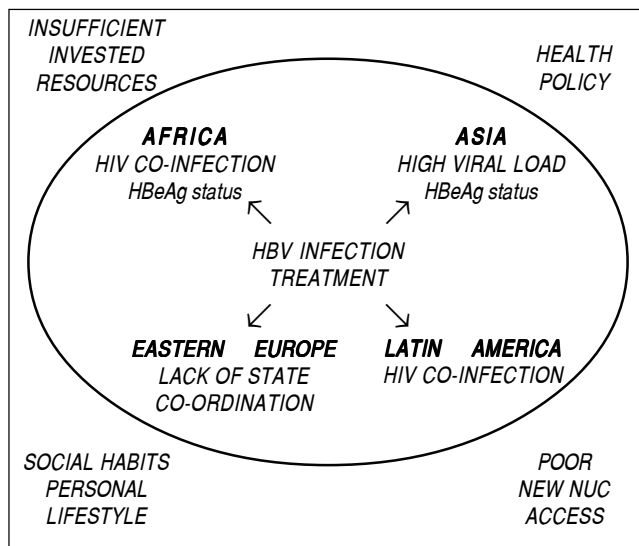 INSUFFICIENT
INVESTED
RESOURCES
HEALTH
POLICY
AFRICA
HIV CO-INFECTION
HBeAg status
ASIA
HIGH VIRAL LOAD
HBeAg status
HBV INFECTION
TREATMENT
EASTERN EUROPE
LACK OF STATE
CO-ORDINATION
LATIN AMERICA
HIV CO-INFECTION
SOCIAL HABITS
PERSONAL
LIFESTYLE
POOR
NEW NUC
ACCESS